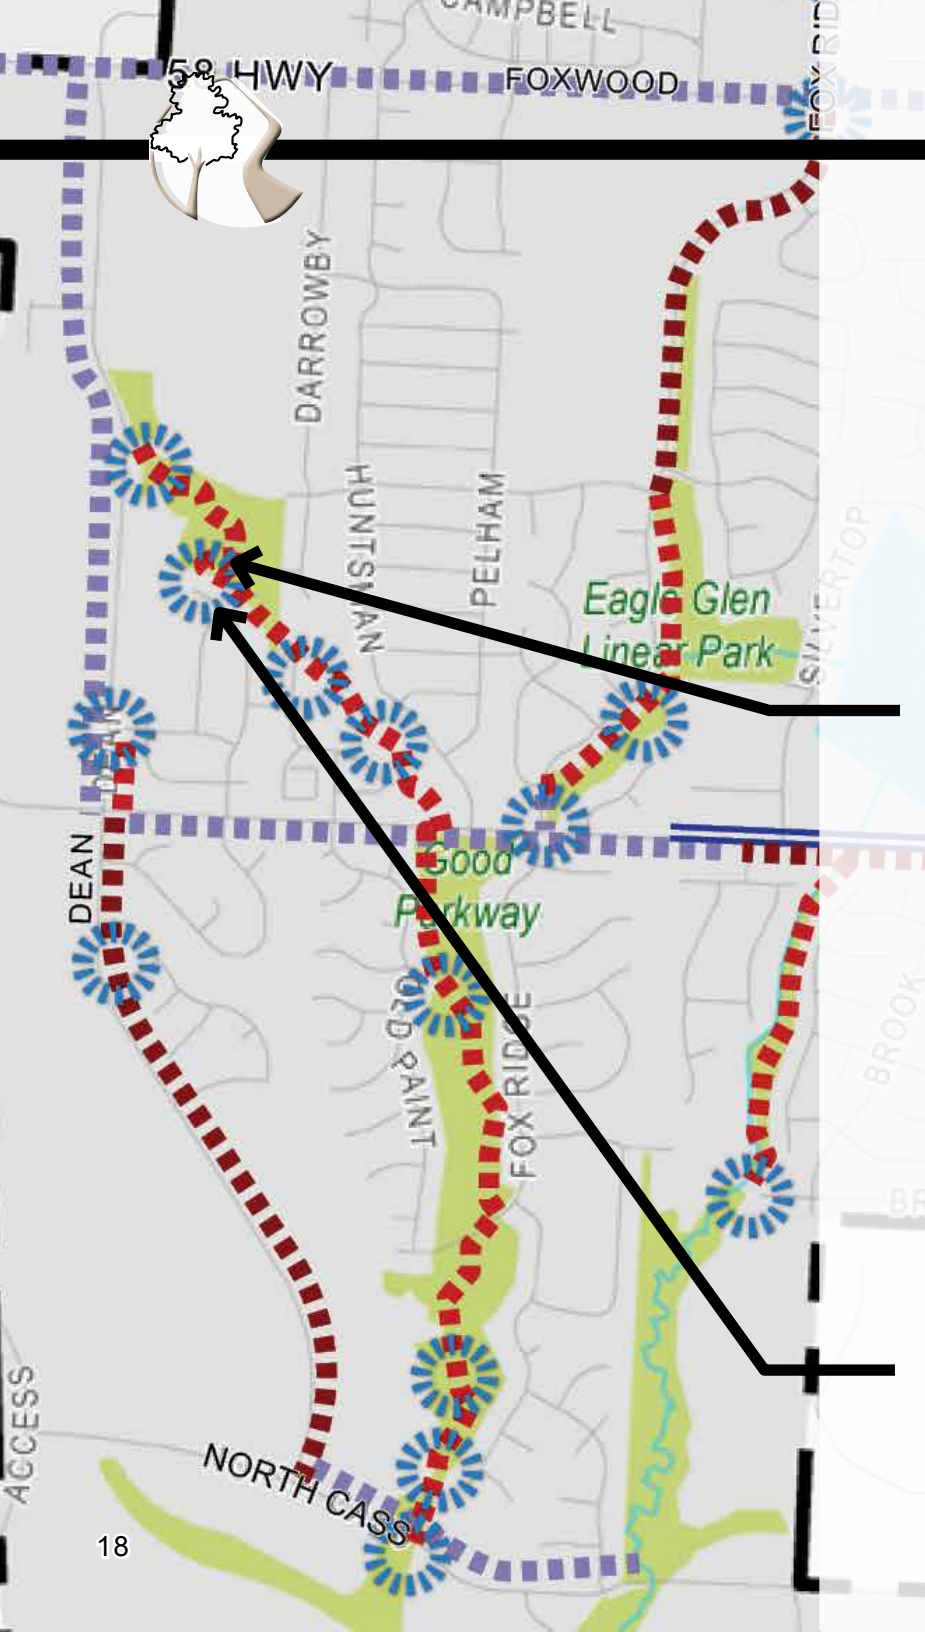 CAMPBELL
58 HWY
FOXWOOD
FOX RID
DARROWBY
HUNTSMAN
PELHAM
Eagle Glen
Linear Park
SILVERTOP
DEAN
DEAN
Good
Parkway
OLD PAINT
FOX RIDGE
BROOK
BR
ACCESS
NORTH CASS
18